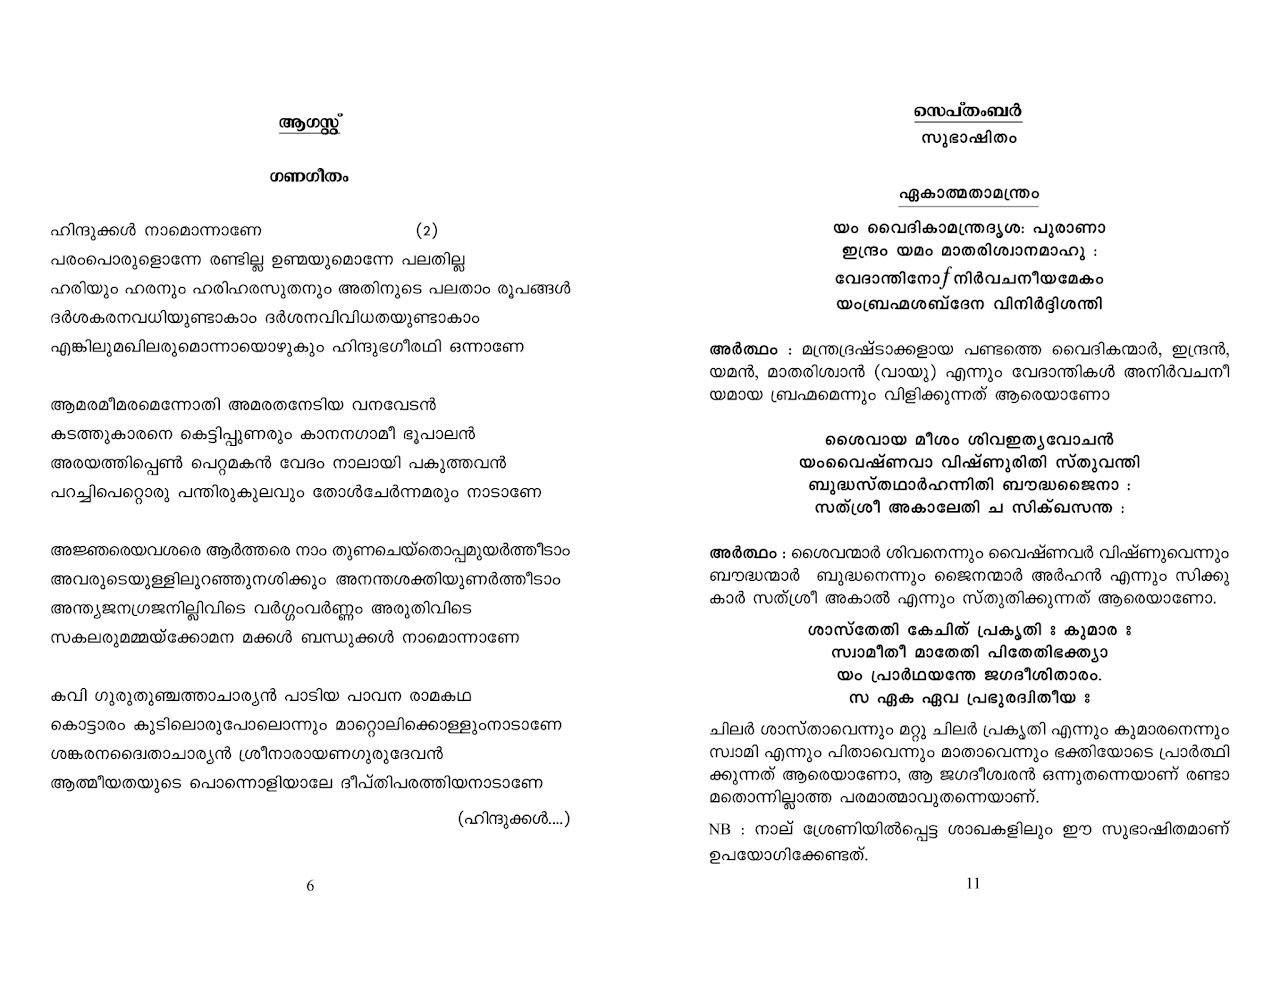 ആഗസ്റ്റ്
ഗണഗീതം
ഹിന്ദുക്കൾ നാമൊന്നാണേ (2)
പരംപൊരുളൊന്നേ രണ്ടില്ല ഉണ്മയുമൊന്നേ പലതില്ല
ഹരിയും ഹരനും ഹരിഹരസുതനും അതിനുടെ പലതാം രൂപങ്ങൾ
ദർശകരനവധിയുണ്ടാകാം ദർശനവിവിധതയുണ്ടാകാം
എങ്കിലുമഖിലരുമൊന്നായൊഴുകും ഹിന്ദുഭഗീരഥി ഒന്നാണേ
ആമരമീമരമെന്നോതി അമരതനേടിയ വനവേടൻ
കടത്തുകാരനെ കെട്ടിപ്പുണരും കാനനഗാമീ ഭൂപാലൻ
അരയത്തിപ്പെൺ പെറ്റമകൻ വേദം നാലായി പകുത്തവൻ
പറച്ചിപെറ്റൊരു പന്തിരുകുലവും തോൾചേർന്നമരും നാടാണേ
അജ്ഞരെയവശരെ ആർത്തരെ നാം തുണചെയ്തൊപ്പമുയർത്തീടാം
അവരുടെയുള്ളിലുറഞ്ഞുനശിക്കും അനന്തശക്തിയുണർത്തീടാം
അന്ത്യജനഗ്രജനില്ലിവിടെ വർഗ്ഗംവർണ്ണം അരുതിവിടെ
സകലരുമമ്മയ്ക്കോമന മക്കൾ ബന്ധുക്കൾ നാമൊന്നാണേ
കവി ഗുരുതുഞ്ചത്താചാര്യൻ പാടിയ പാവന രാമകഥ
കൊട്ടാരം കുടിലൊരുപോലൊന്നും മാറ്റൊലിക്കൊള്ളുംനാടാണേ
ശങ്കരനദ്വൈതാചാര്യൻ ശ്രീനാരായണഗുരുദേവൻ
ആത്മീയതയുടെ പൊന്നൊളിയാലേ ദീപ്തിപരത്തിയനാടാണേ
(ഹിന്ദുക്കൾ....)
6
സെപ്തംബർ
സുഭാഷിതം
ഏകാത്മതാമന്ത്രം
യം വൈദികാമന്ത്രദൃശ: പുരാണാ
ഇന്ദ്രം യമം മാതരിശ്വാനമാഹു :
വേദാന്തിനോƒനിർവചനീയമേകം
യംബ്രഹ്മശബ്ദേന വിനിർദ്ദിശന്തി
അർത്ഥം : മന്ത്രദ്രഷ്ടാക്കളായ പണ്ടത്തെ വൈദികന്മാർ, ഇന്ദ്രൻ,
യമൻ, മാതരിശ്വാൻ (വായു) എന്നും വേദാന്തികൾ അനിർവചനീ
യമായ ബ്രഹ്മമെന്നും വിളിക്കുന്നത് ആരെയാണോ
ശൈവായ മീശം ശിവഇത്യവോചൻ
യംവൈഷ്ണവാ വിഷ്ണുരിതി സ്തുവന്തി
ബുദ്ധസ്തഥാർഹന്നിതി ബൗദ്ധജൈനാ :
സത്ശ്രീ അകാലേതി ച സിക്ഖസന്ത :
അർത്ഥം : ശൈവന്മാർ ശിവനെന്നും വൈഷ്ണവർ വിഷ്ണുവെന്നും
ബൗദ്ധന്മാർ ബുദ്ധനെന്നും ജൈനന്മാർ അർഹൻ എന്നും സിക്കു
കാർ സത്ശ്രീ അകാൽ എന്നും സ്തുതിക്കുന്നത് ആരെയാണോ.
ശാസ്തേതി കേചിത് പ്രകൃതി ഃ കുമാര ഃ
സ്വാമീതീ മാതേതി പിതേതിഭക്ത്യാ
യം പ്രാർഥയന്തേ ജഗദീശിതാരം.
സ ഏക ഏവ പ്രഭുരദ്വിതീയ ഃ
ചിലർ ശാസ്താവെന്നും മറ്റു ചിലർ പ്രകൃതി എന്നും കുമാരനെന്നും
സ്വാമി എന്നും പിതാവെന്നും മാതാവെന്നും ഭക്തിയോടെ പ്രാർത്ഥി
ക്കുന്നത് ആരെയാണോ, ആ ജഗദീശ്വരൻ ഒന്നുതന്നെയാണ് രണ്ടാ
മതൊന്നില്ലാത്ത പരമാത്മാവുതന്നെയാണ്.
NB : നാല് ശ്രേണിയിൽപ്പെട്ട ശാഖകളിലും ഈ സുഭാഷിതമാണ്
ഉപയോഗിക്കേണ്ടത്.
11